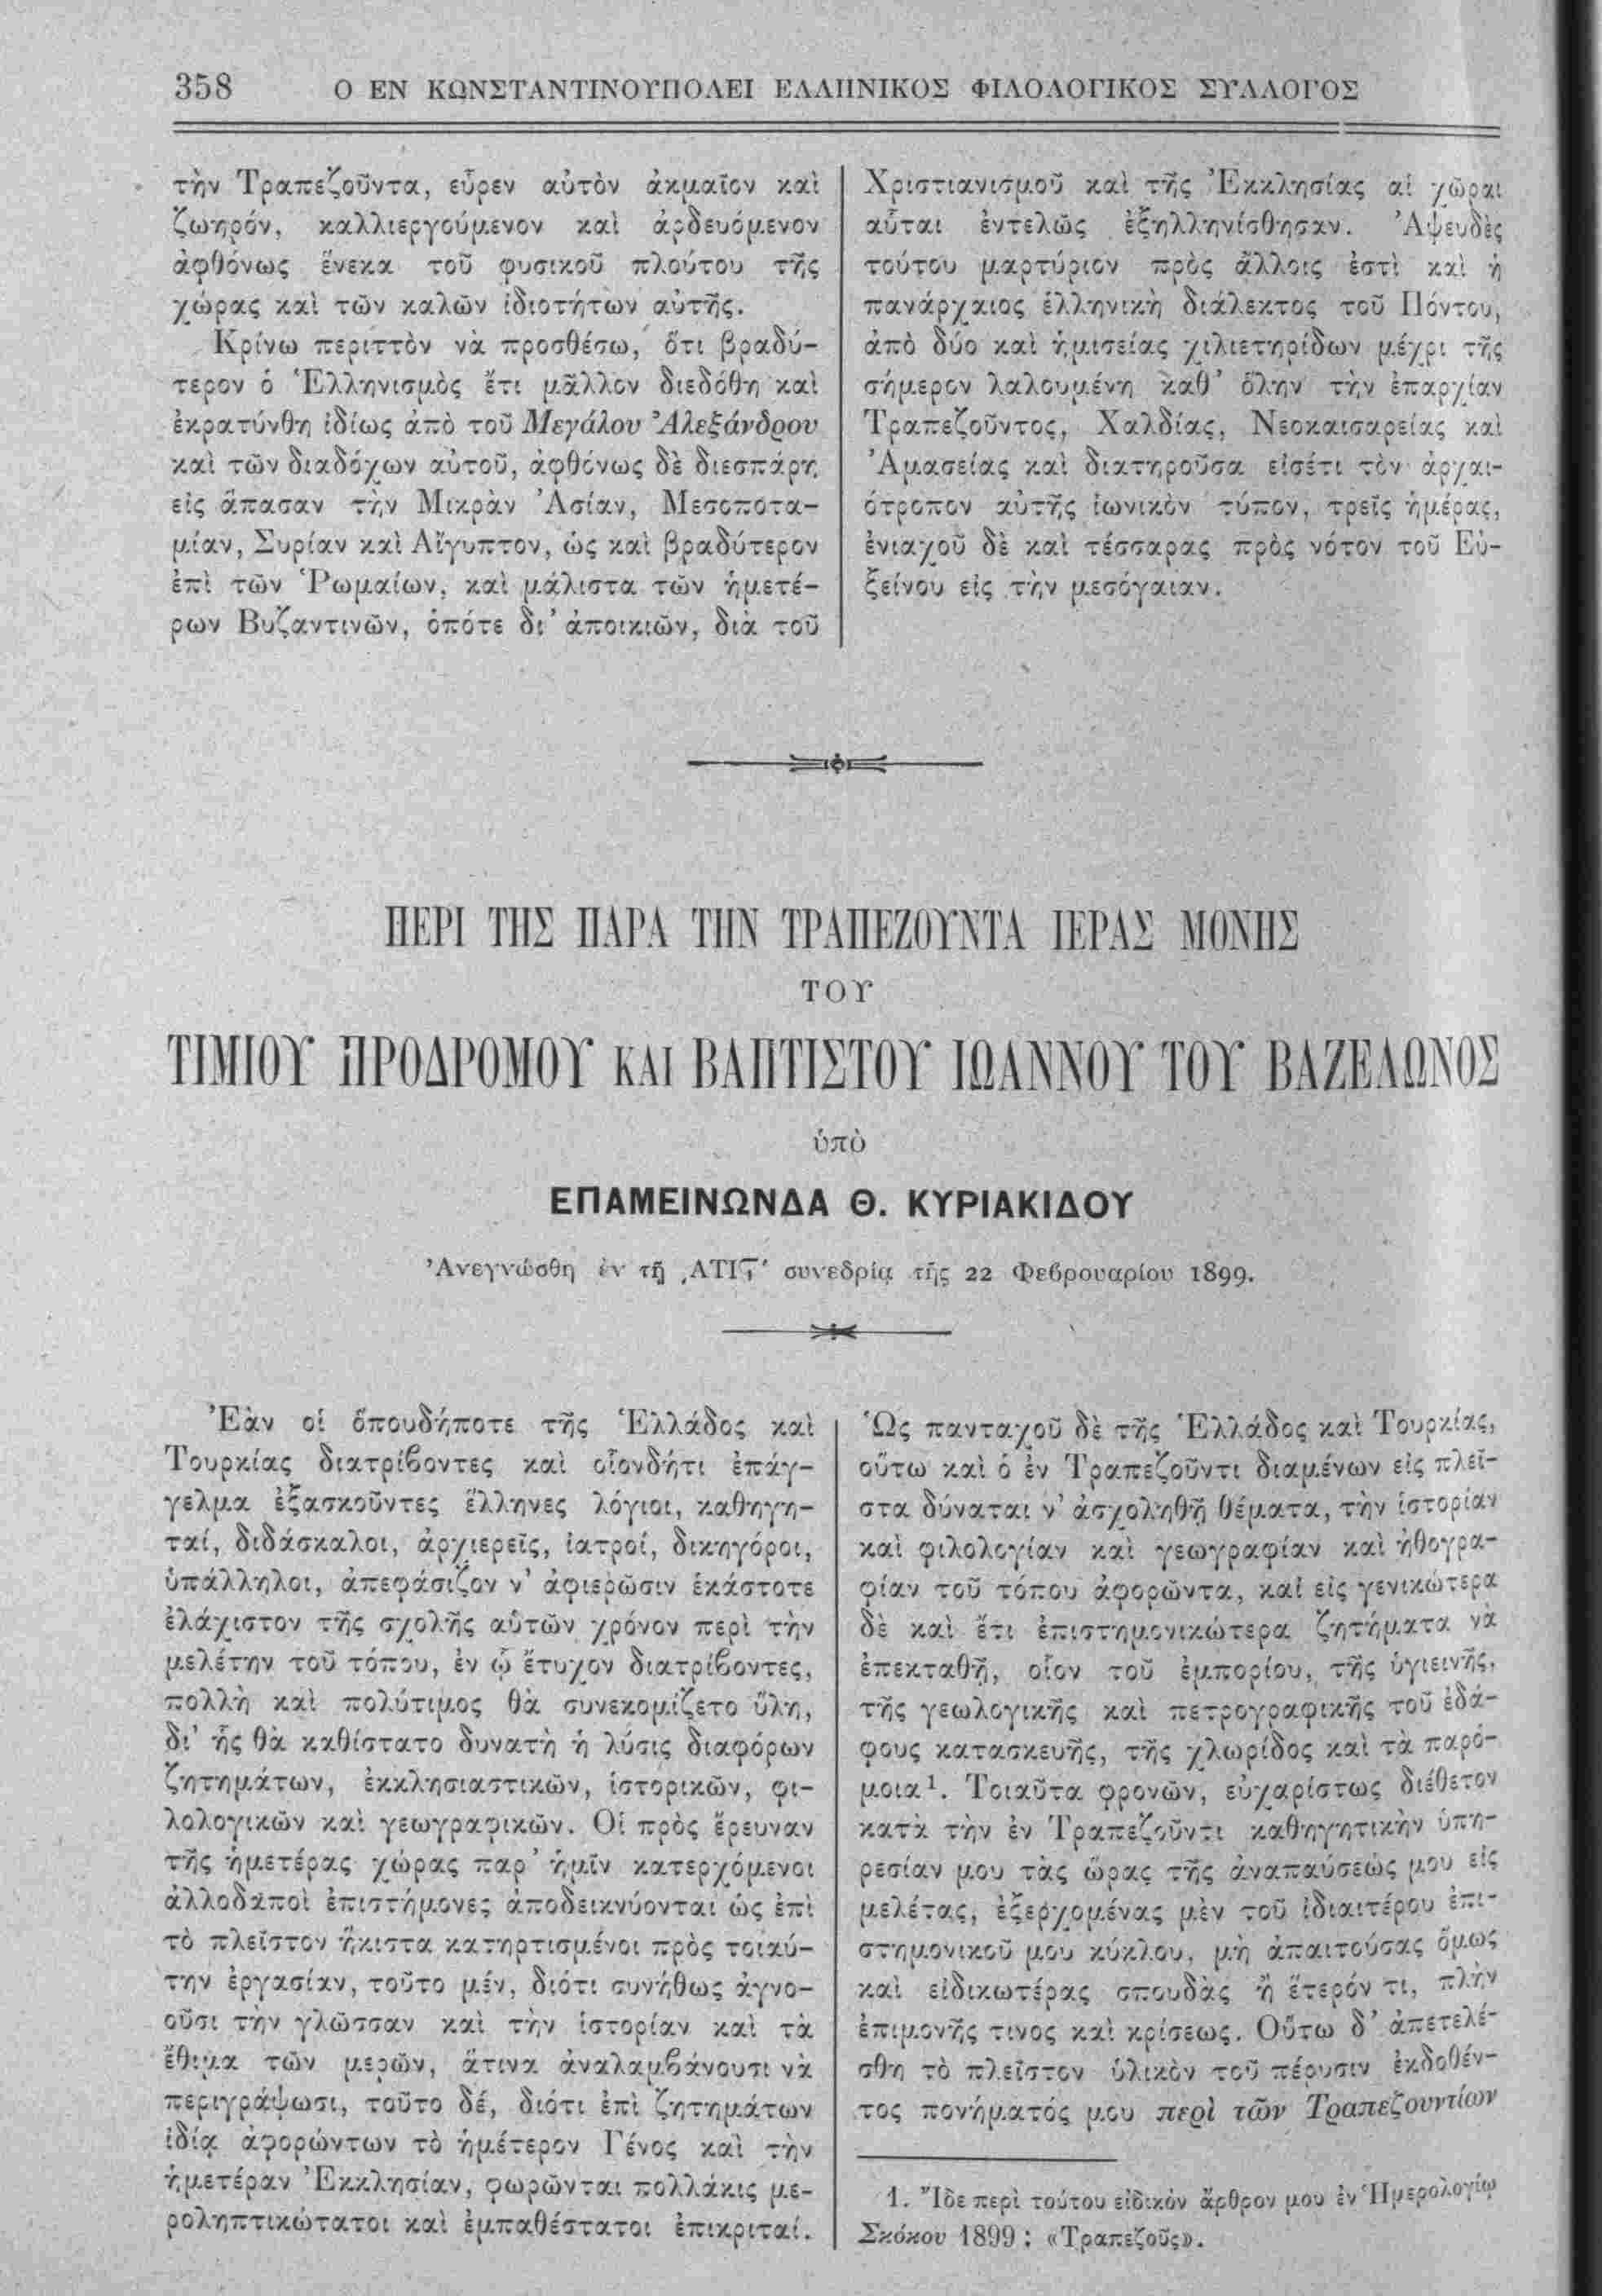 358 Ο ΕΝ ΚΩΝΣΤΑΝΤΙΝΟΥΠΟΛΕΙ ΕΛΛΗΝΙΚΟΣ ΦΙΛΟΛΟΓΙΚΟΣ ΣΥΛΛΟΓΟΣ
τὴν Τραπεζοῦντα, εὗρεν αὐτὸν ἀκμαῖον καὶ
ζωηρόν, καλλιεργούμενον καὶ ἀρδευόμενον
ἀφθόνως ἕνεκα τοῦ φυσικοῦ πλούτου τῆς
χώρας καὶ τῶν καλῶν ἰδιοτήτων αὐτῆς.
Κρίνω περιττὸν νὰ προσθέσω, ὅτι βραδύ-
τερον ὁ Ἑλληνισμὸς ἔτι μᾶλλον διεδόθη καὶ
ἐκρατύνθη ἰδίως ἀπὸ τοῦ Μεγάλου Ἀλεξάνδρου
καὶ τῶν διαδόχων αὐτοῦ, ἀφθόνως δὲ διεσπάρη
εἰς ἅπασαν τὴν Μικρὰν Ἀσίαν, Μεσοποτα-
μίαν, Συρίαν καὶ Αἴγυπτον, ὡς καὶ βραδύτερον
ἐπὶ τῶν Ῥωμαίων, καὶ μάλιστα τῶν ἡμετέ-
ρων Βυζαντινῶν, ὁπότε δι' ἀποικιῶν, διὰ τοῦ
Χριστιανισμοῦ καὶ τῆς Ἐκκλησίας αἱ χῶραι
αὗται ἐντελῶς ἐξηλληνίσθησαν. Ἀψευδὲς
τούτου μαρτύριον πρὸς ἄλλοις ἐστὶ καὶ ἡ
πανάρχαιος ἑλληνικὴ διάλεκτος τοῦ Πόντου,
ἀπὸ δύο καὶ ἡμισείας χιλιετηρίδων μέχρι τῆς
σήμερον λαλουμένη καθ' ὅλην τὴν ἐπαρχίαν
Τραπεζοῦντος, Χαλδίας, Νεοκαισαρείας καὶ
Ἀμασείας καὶ διατηροῦσα εἰσέτι τὸν ἀρχαι-
ότροπον αὐτῆς ἰωνικὸν τύπον, τρεῖς ἡμέρας,
ἐνιαχοῦ δὲ καὶ τέσσαρας πρὸς νότον τοῦ Εὐ-
ξείνου εἰς τὴν μεσόγαιαν.
ΠΕΡΙ ΤΗΣ ΠΑΡΑ ΤΗΝ ΤΡΑΠΕΖΟΥΝΤΑ ΙΕΡΑΣ ΜΟΝΗΣ
ΤΟΥ
ΤΙΜΙΟΥ ΠΡΟΔΡΟΜΟΥ ΚΑΙ ΒΑΠΤΙΣΤΟΥ ΙΩΑΝΝΟΥ ΤΟΥ ΒΑΖΕΛΩΝΟΣ
ὑπὸ
ΕΠΑΜΕΙΝΩΝΔΑ Θ. ΚΥΡΙΑΚΙΔΟΥ
Ἀνεγνώσθη ἐν τῇ ͵ΑΤΙϚʹ συνεδρίᾳ τῆς 22 Φεβρουαρίου 1899.
Ἐὰν οἱ ὅπουδήποτε τῆς Ἑλλάδος καὶ
Τουρκίας διατρίβοντες καὶ οἱονδήτι ἐπάγ-
γελμα ἐξασκοῦντες ἕλληνες λόγιοι, καθηγη-
ταί, διδάσκαλοι, ἀρχιερεῖς, ἰατροί, δικηγόροι,
ὑπάλληλοι, ἀπεφάσιζον ν' ἀφιερῶσιν ἑκάστοτε
ἐλάχιστον τῆς σχολῆς αὑτῶν χρόνον περὶ τὴν
μελέτην τοῦ τόπου, ἐν ᾧ ἔτυχον διατρίβοντες,
πολλὴ καὶ πολύτιμος θὰ συνεκομίζετο ὕλη,
δι' ἧς θὰ καθίστατο δυνατὴ ἡ λύσις διαφόρων
ζητημάτων, ἐκκλησιαστικῶν, ἱστορικῶν, φι-
λολογικῶν καὶ γεωγραφικῶν. Οἱ πρὸς ἔρευναν
τῆς ἡμετέρας χώρας παρ' ἡμῖν κατερχόμενοι
ἀλλοδαποὶ ἐπιστήμονες ἀποδεικνύονται ὡς ἐπὶ
τὸ πλεῖστον ἥκιστα κατηρτισμένοι πρὸς τοιαύ-
την ἐργασίαν, τοῦτο μέν, διότι συνήθως ἀγνο-
οῦσι τὴν γλῶσσαν καὶ τὴν ἱστορίαν καὶ τὰ
ἔθιμα τῶν μερῶν, ἅτινα ἀναλαμβάνουσι νὰ
περιγράψωσι, τοῦτο δέ, διότι ἐπὶ ζητημάτων
ἰδίᾳ ἀφορώντων τὸ ἡμέτερον Γένος καὶ τὴν
ἡμετέραν Ἐκκλησίαν, φωρῶνται πολλάκις με-
ροληπτικώτατοι καὶ ἐμπαθέστατοι ἐπικριταί.
Ὡς πανταχοῦ δὲ τῆς Ἑλλάδος καὶ Τουρκίας,
οὕτω καὶ ὁ ἐν Τραπεζοῦντι διαμένων εἰς πλεῖ-
στα δύναται ν' ἀσχοληθῇ θέματα, τὴν ἱστορίαν
καὶ φιλολογίαν καὶ γεωγραφίαν καὶ ἠθογρα-
φίαν τοῦ τόπου ἀφορῶντα, καὶ εἰς γενικώτερα
δὲ καὶ ἔτι ἐπιστημονικώτερα ζητήματα νὰ
ἐπεκταθῇ, οἷον τοῦ ἐμπορίου, τῆς ὑγιεινῆς,
τῆς γεωλογικῆς καὶ πετρογραφικῆς τοῦ ἐδά-
φους κατασκευῆς, τῆς χλωρίδος καὶ τὰ παρό-
μοια¹. Τοιαῦτα φρονῶν, εὐχαρίστως διέθετον
κατὰ τὴν ἐν Τραπεζοῦντι καθηγητικὴν ὑπη-
ρεσίαν μου τὰς ὥρας τῆς ἀναπαύσεώς μου εἰς
μελέτας, ἐξερχομένας μὲν τοῦ ἰδιαιτέρου ἐπι-
στημονικοῦ μου κύκλου, μὴ ἀπαιτούσας ὅμως
καὶ εἰδικωτέρας σπουδὰς ἢ ἕτερόν τι, πλὴν
ἐπιμονῆς τινος καὶ κρίσεως. Οὕτω δ' ἀπετελέ-
σθη τὸ πλεῖστον ὑλικὸν τοῦ πέρυσιν ἐκδοθέν-
τος πονήματός μου περὶ τῶν Τραπεζουντίων
1. Ἴδε περὶ τούτου εἰδικὸν ἄρθρον μου ἐν Ἡμερολογίῳ
Σκόκου 1899 : «Τραπεζοῦς».